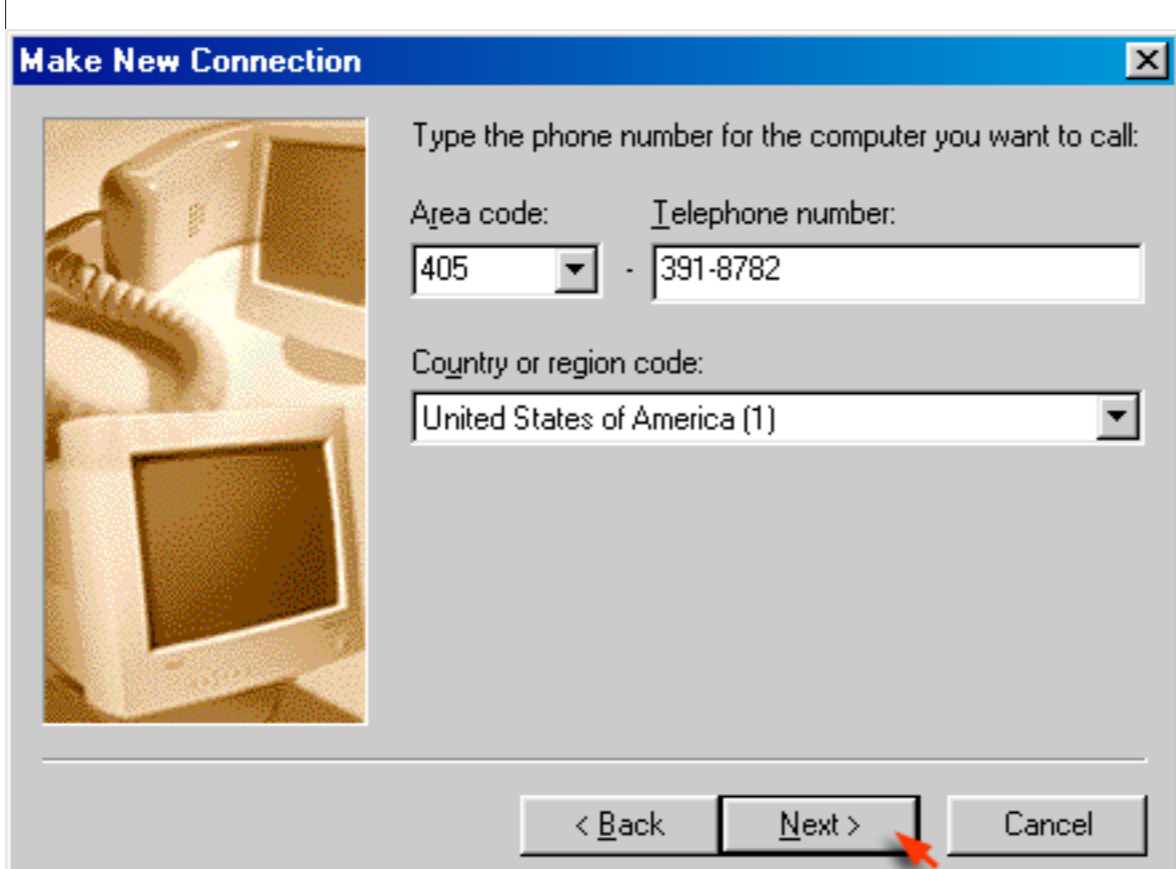 Make New Connection
Type the phone number for the computer you want to call:
Area code: Telephone number:
405 - 391-8782
Country or region code:
United States of America (1)
< Back Next > Cancel